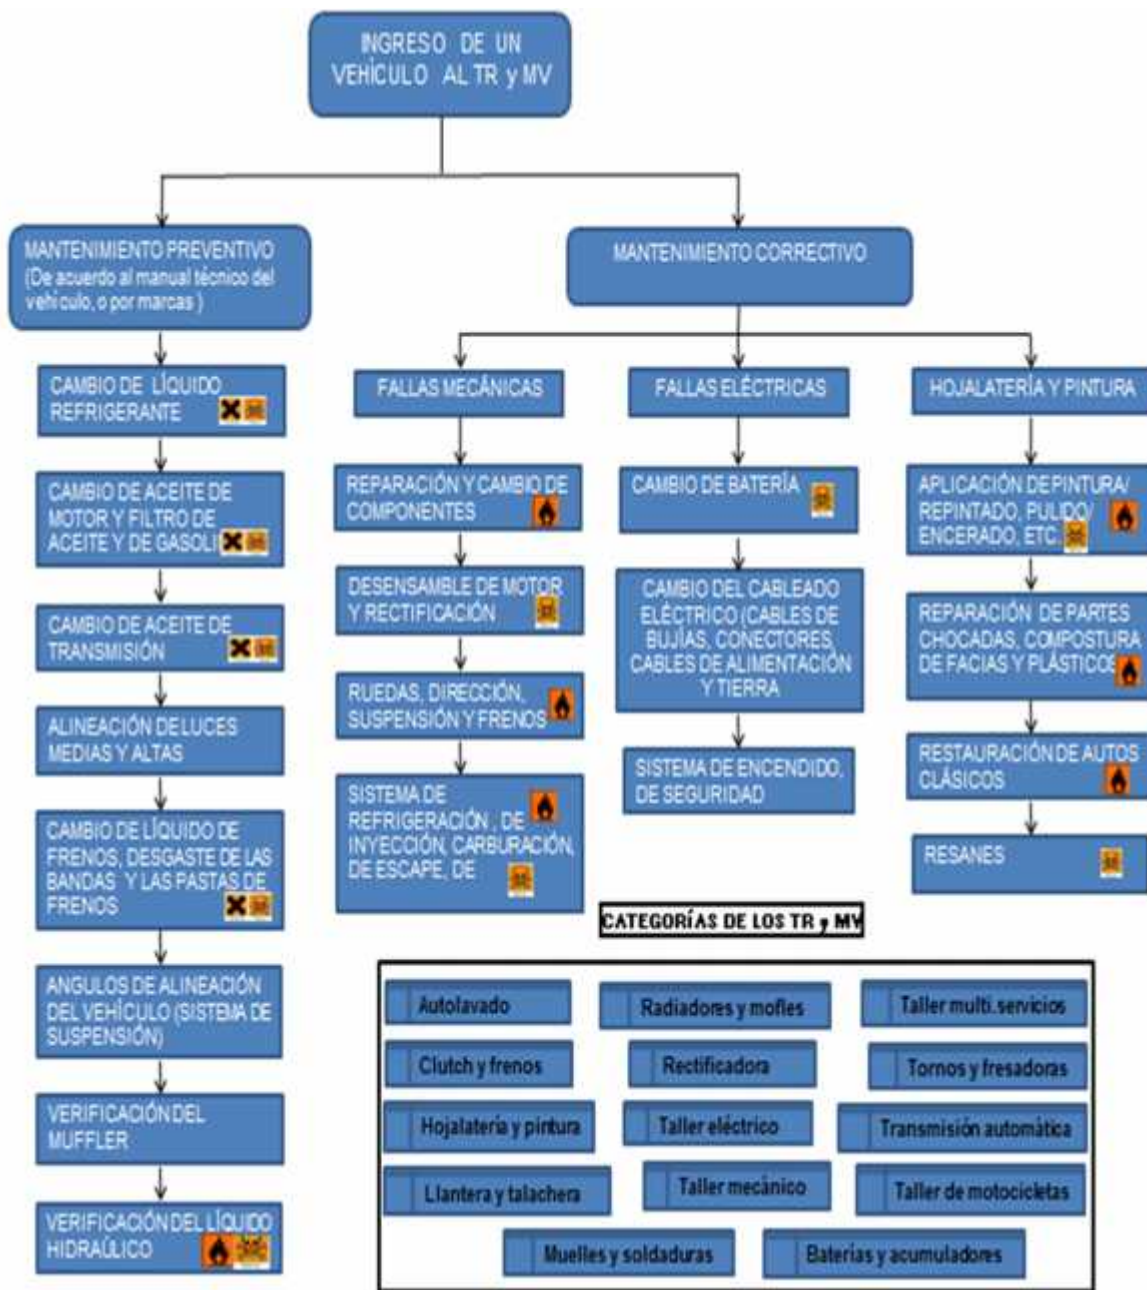 INGRESO DE UN
VEHÍCULO AL TR y MV
MANTENIMIENTO PREVENTIVO
(De acuerdo al manual técnico del
vehículo, o por marcas )
CAMBIO DE LÍQUIDO
REFRIGERANTE
CAMBIO DE ACEITE DE
MOTOR Y FILTRO DE
ACEITE Y DE GASOLI
CAMBIO DE ACEITE DE
TRANSMISIÓN
ALINEACIÓN DE LUCES
MEDIAS Y ALTAS
CAMBIO DE LÍQUIDO DE
FRENOS, DESGASTE DE LAS
BANDAS Y LAS PASTAS DE
FRENOS
ANGULOS DE ALINEACIÓN
DEL VEHÍCULO (SISTEMA DE
SUSPENSIÓN)
VERIFICACIÓN DEL
MUFFLER
VERIFICACIÓN DEL LÍQUIDO
HIDRAÚLICO
MANTENIMIENTO CORRECTIVO
FALLAS MECÁNICAS
REPARACIÓN Y CAMBIO DE
COMPONENTES
DESENSAMBLE DE MOTOR
Y RECTIFICACIÓN
RUEDAS, DIRECCIÓN,
SUSPENSIÓN Y FRENOS
SISTEMA DE
REFRIGERACIÓN , DE
INYECCIÓN, CARBURACIÓN,
DE ESCAPE, DE
FALLAS ELÉCTRICAS
CAMBIO DE BATERÍA
CAMBIO DEL CABLEADO
ELÉCTRICO (CABLES DE
BUJÍAS, CONECTORES,
CABLES DE ALIMENTACIÓN
Y TIERRA
SISTEMA DE ENCENDIDO,
DE SEGURIDAD
HOJALATERÍA Y PINTURA
APLICACIÓN DE PINTURA/
REPINTADO, PULIDO/
ENCERADO, ETC.
REPARACIÓN DE PARTES
CHOCADAS, COMPOSTURA
DE FACIAS Y PLÁSTICOS
RESTAURACIÓN DE AUTOS
CLÁSICOS
RESANES
CATEGORÍAS DE LOS TR y MV
Autolavado
Radiadores y mofles
Taller multi.servicios
Clutch y frenos
Rectificadora
Tornos y fresadoras
Hojalatería y pintura
Taller eléctrico
Transmisión automática
Llantera y talachera
Taller mecánico
Taller de motocicletas
Muelles y soldaduras
Baterías y acumuladores